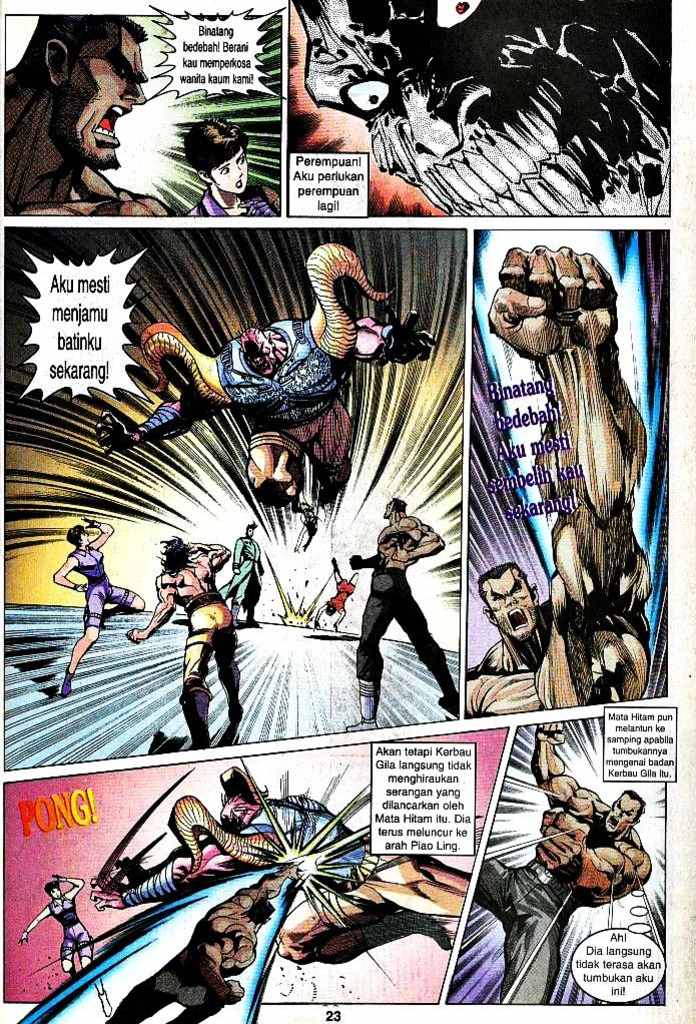 Binatang
bedebah! Berani
kau memperkosa
wanita kaum kami!
Perempuan!
Aku perlukan
perempuan
lagi!
Aku mesti
menjamu
batinku
sekarang!
Binatang
bedebah!
Aku mesti
sembelih kau
sekarang!
Mata Hitam pun
melantun ke
samping apabila
tumbukannya
mengenai badan
Kerbau Gila itu.
PONG!
Akan tetapi Kerbau
Gila langsung tidak
menghiraukan
serangan yang
dilancarkan oleh
Mata Hitam itu. Dia
terus meluncur ke
arah Piao Ling.
Ah!
Dia langsung
tidak terasa akan
tumbukan aku
ini!
23